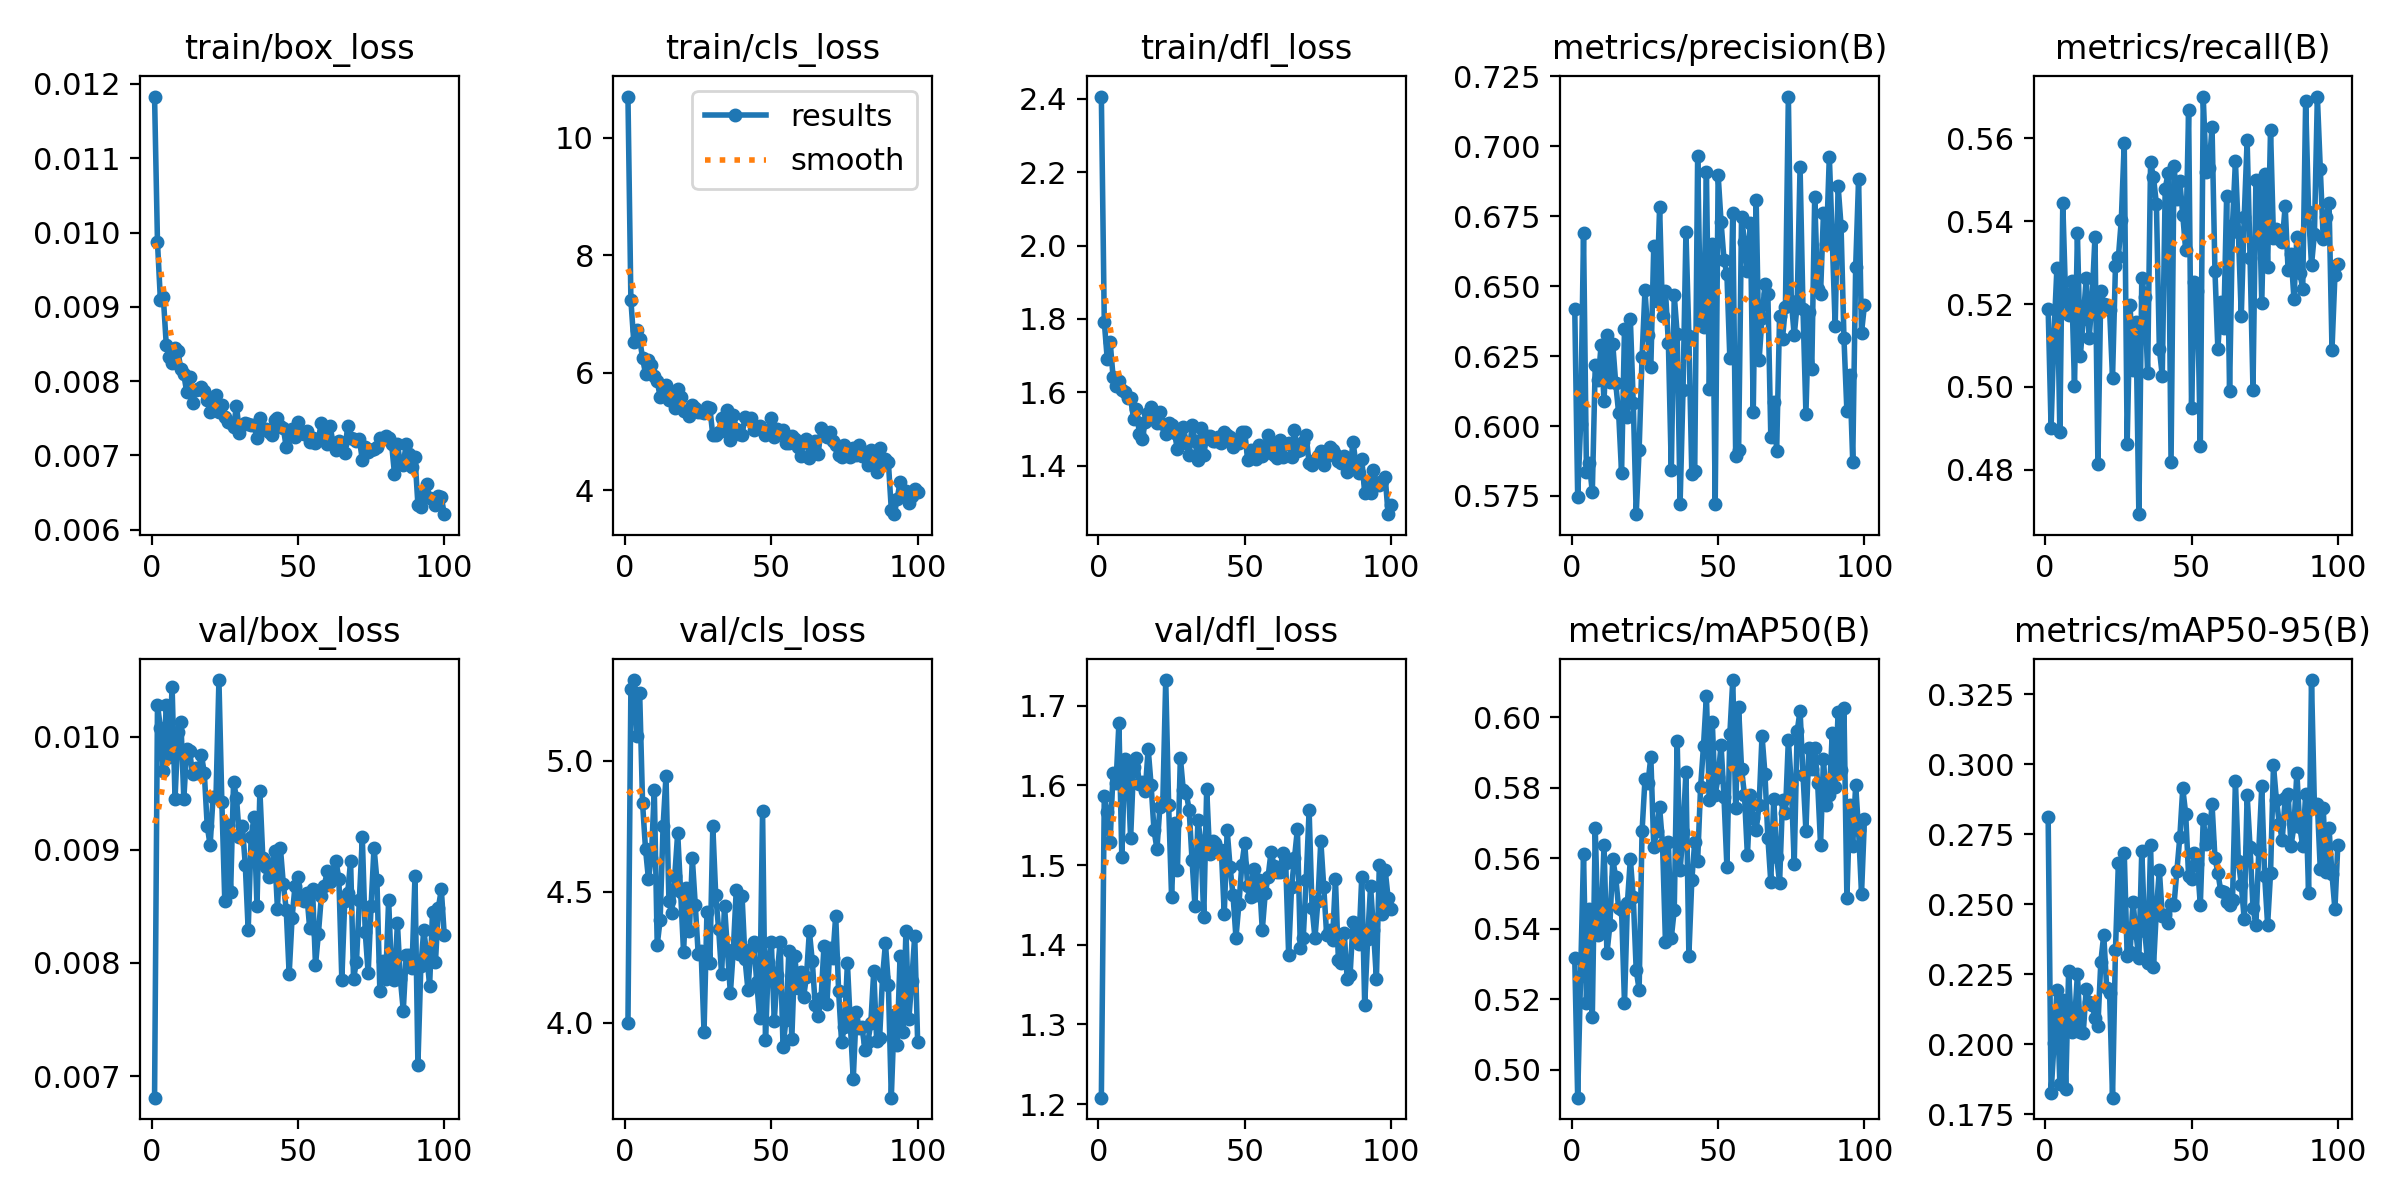 train/box_loss
0.012
0.011
0.010
0.009
0.008
0.007
0.006
0 50 100
train/cls_loss
results
smooth
10
8
6
4
0 50 100
train/dfl_loss
2.4
2.2
2.0
1.8
1.6
1.4
0 50 100
metrics/precision(B)
0.725
0.700
0.675
0.650
0.625
0.600
0.575
0 50 100
metrics/recall(B)
0.56
0.54
0.52
0.50
0.48
0 50 100
val/box_loss
0.010
0.009
0.008
0.007
0 50 100
val/cls_loss
5.0
4.5
4.0
0 50 100
val/dfl_loss
1.7
1.6
1.5
1.4
1.3
1.2
0 50 100
metrics/mAP50(B)
0.60
0.58
0.56
0.54
0.52
0.50
0 50 100
metrics/mAP50-95(B)
0.325
0.300
0.275
0.250
0.225
0.200
0.175
0 50 100